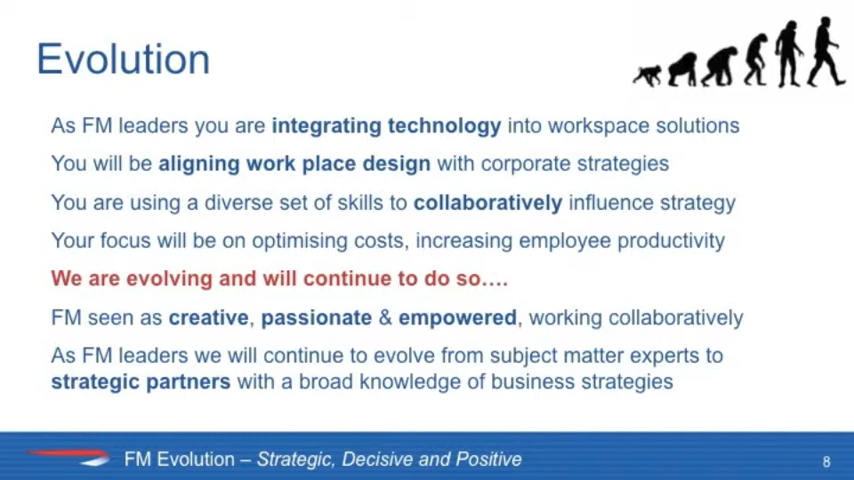 Evolution
As FM leaders you are integrating technology into workspace solutions
You will be aligning work place design with corporate strategies
You are using a diverse set of skills to collaboratively influence strategy
Your focus will be on optimising costs, increasing employee productivity
We are evolving and will continue to do so....
FM seen as creative, passionate & empowered, working collaboratively
As FM leaders we will continue to evolve from subject matter experts to
strategic partners with a broad knowledge of business strategies
FM Evolution – Strategic, Decisive and Positive
8